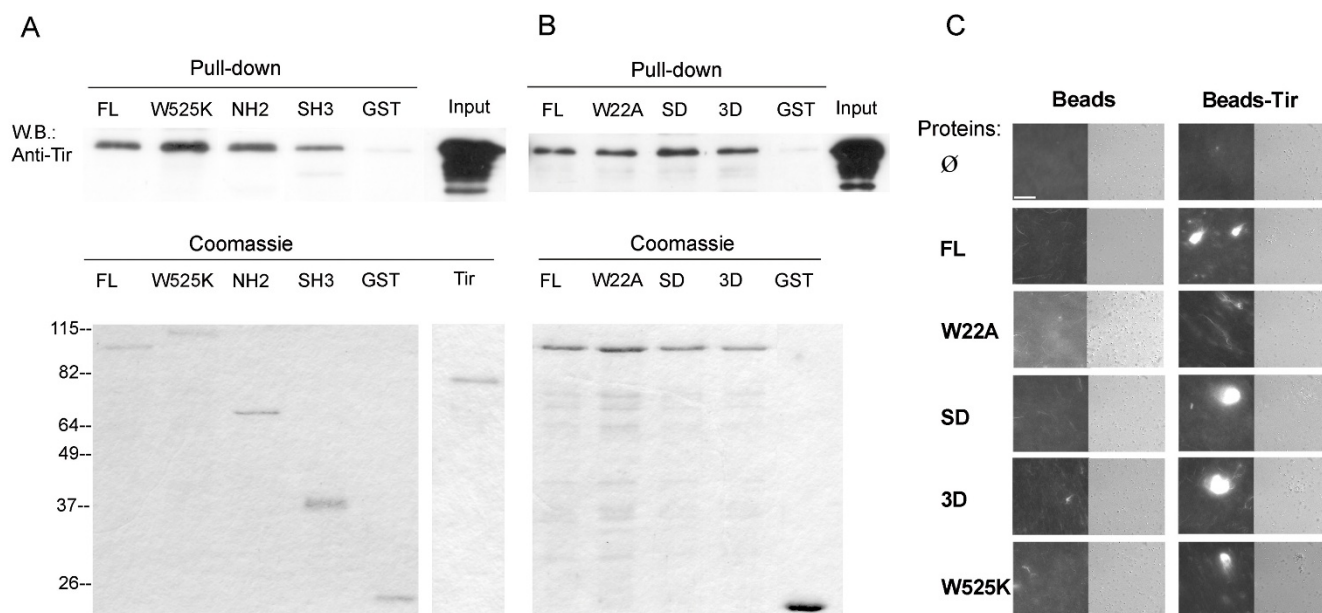 A
Pull-down
FL W525K NH2 SH3 GST Input
W.B.:
Anti-Tir
Coomassie
FL W525K NH2 SH3 GST Tir
115--
82--
64--
49--
37--
26--
B
Pull-down
FL W22A SD 3D GST Input
Coomassie
FL W22A SD 3D GST
C
Beads Beads-Tir
Proteins:
Ø
FL
W22A
SD
3D
W525K